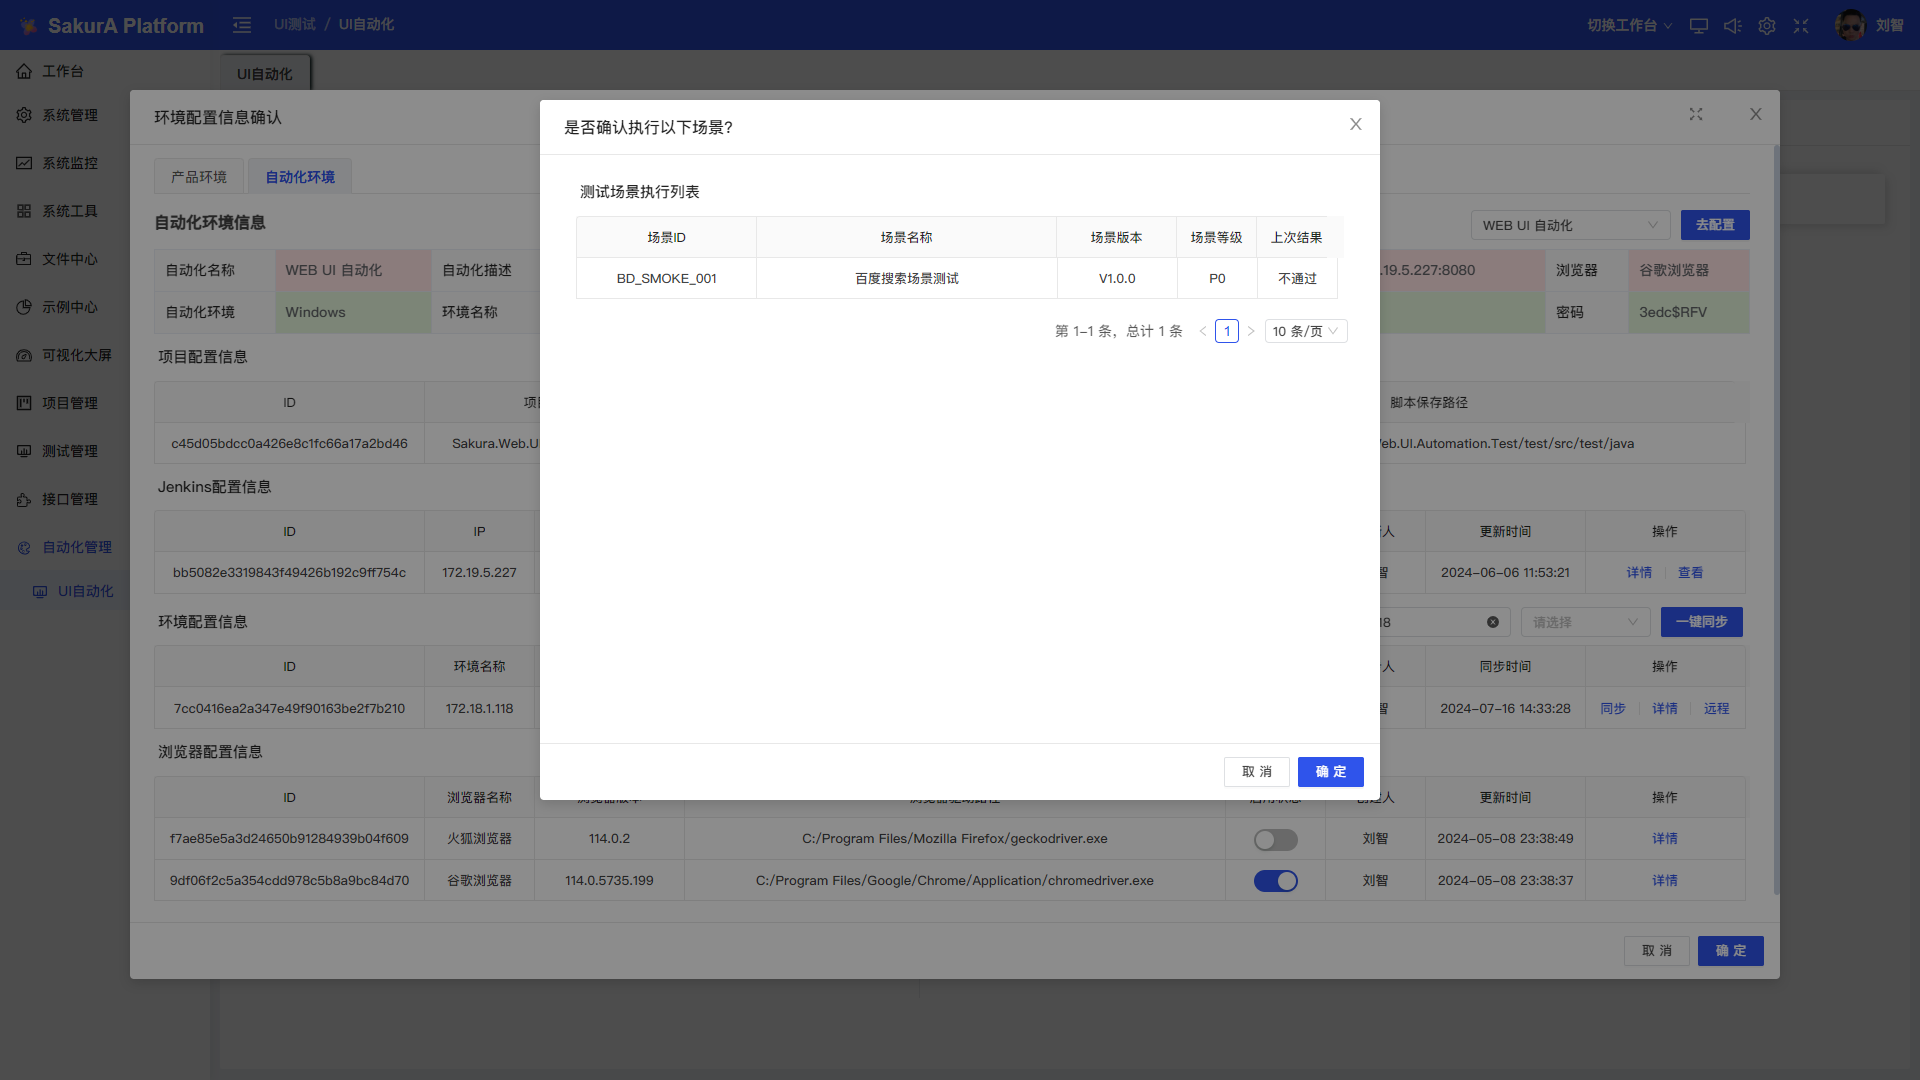 SakurA Platform
UI测试 / UI自动化
切换工作台
刘智
工作台
系统管理
系统监控
系统工具
文件中心
示例中心
可视化大屏
项目管理
测试管理
接口管理
自动化管理
UI自动化
UI自动化
环境配置信息确认
产品环境 自动化环境
自动化环境信息
WEB UI 自动化 去配置
自动化名称 WEB UI 自动化 自动化描述 .19.5.227:8080 浏览器 谷歌浏览器
自动化环境 Windows 环境名称 密码 3edc$RFV
项目配置信息
ID 脚本保存路径
c45d05bdcc0a426e8c1fc66a17a2bd46 Sakura.Web.U eb.UI.Automation.Test/test/src/test/java
Jenkins配置信息
ID IP 人 更新时间 操作
bb5082e3319843f49426b192c9ff754c 172.19.5.227 智 2024-06-06 11:53:21 详情 查看
环境配置信息
18 请选择 一键同步
ID 环境名称 人 同步时间 操作
7cc0416ea2a347e49f90163be2f7b210 172.18.1.118 智 2024-07-16 14:33:28 同步 详情 远程
浏览器配置信息
ID 浏览器名称 浏览器版本 浏览器驱动路径 启用状态 创建人 更新时间 操作
f7ae85e5a3d24650b91284939b04f609 火狐浏览器 114.0.2 C:/Program Files/Mozilla Firefox/geckodriver.exe 刘智 2024-05-08 23:38:49 详情
9df06f2c5a354cdd978c5b8a9bc84d70 谷歌浏览器 114.0.5735.199 C:/Program Files/Google/Chrome/Application/chromedriver.exe 刘智 2024-05-08 23:38:37 详情
取 消 确 定
是否确认执行以下场景?
测试场景执行列表
场景ID 场景名称 场景版本 场景等级 上次结果
BD_SMOKE_001 百度搜索场景测试 V1.0.0 P0 不通过
第 1-1 条，总计 1 条 < 1 > 10 条/页
取 消 确 定